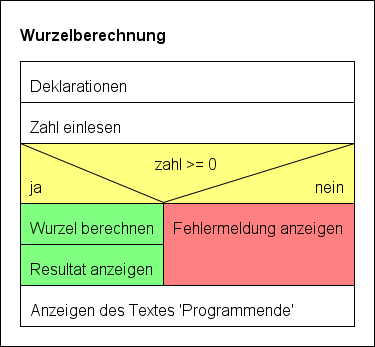 Wurzelberechnung
Deklarationen
Zahl einlesen
zahl >= 0
ja nein
Wurzel berechnen Fehlermeldung anzeigen
Resultat anzeigen
Anzeigen des Textes 'Programmende'